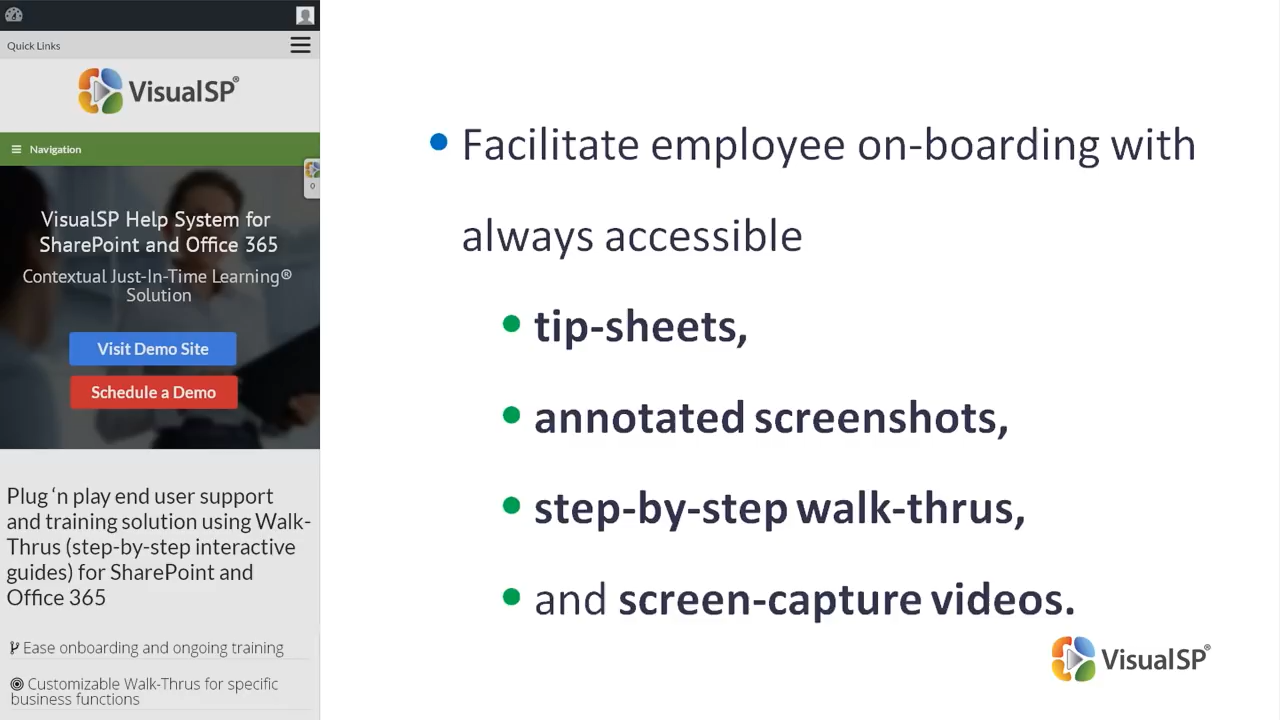 Quick Links
VisualSP®
Navigation
0
VisualSP Help System for
SharePoint and Office 365
Contextual Just-In-Time Learning®
Solution
Visit Demo Site
Schedule a Demo
Plug ‘n play end user support
and training solution using Walk-
Thrus (step-by-step interactive
guides) for SharePoint and
Office 365
Ease onboarding and ongoing training
Customizable Walk-Thrus for specific
business functions
• Facilitate employee on-boarding with
always accessible
• tip-sheets,
• annotated screenshots,
• step-by-step walk-thrus,
• and screen-capture videos.
VisualSP®